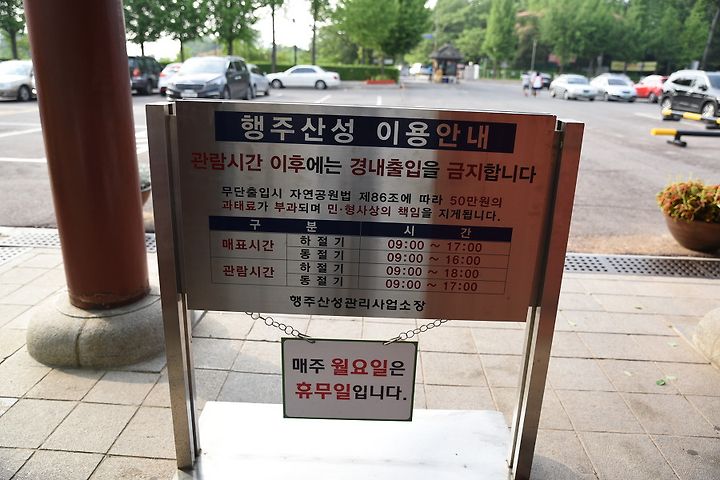 행주산성 이용안내
관람시간 이후에는 경내출입을 금지합니다
무단출입시 자연공원법 제86조에 따라 50만원의
과태료가 부과되며 민·형사상의 책임을 지게됩니다.
구 분 시 간
매표시간 하절기 09:00 ~ 17:00
동절기 09:00 ~ 16:00
관람시간 하절기 09:00 ~ 18:00
동절기 09:00 ~ 17:00
행주산성관리사업소장
매주 월요일은
휴무일입니다.